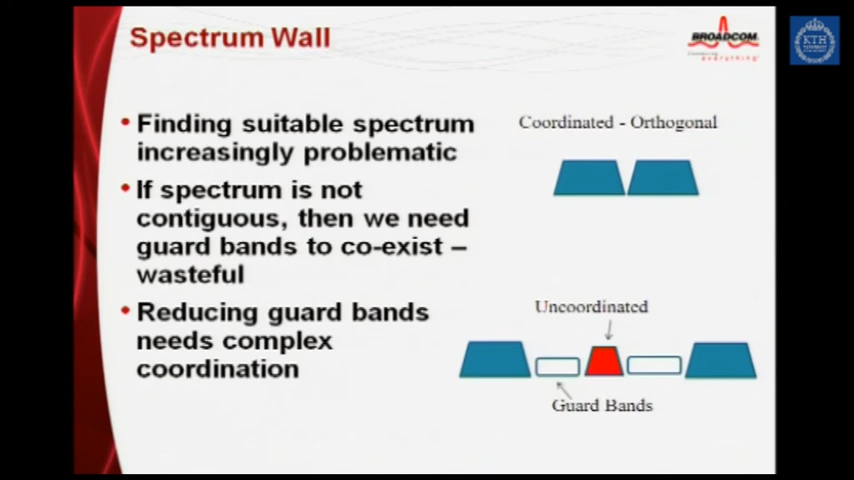 Spectrum Wall
BROADCOM
everything
• Finding suitable spectrum
increasingly problematic
• If spectrum is not
contiguous, then we need
guard bands to co-exist –
wasteful
• Reducing guard bands
needs complex
coordination
Coordinated - Orthogonal
Uncoordinated
Guard Bands
KTH